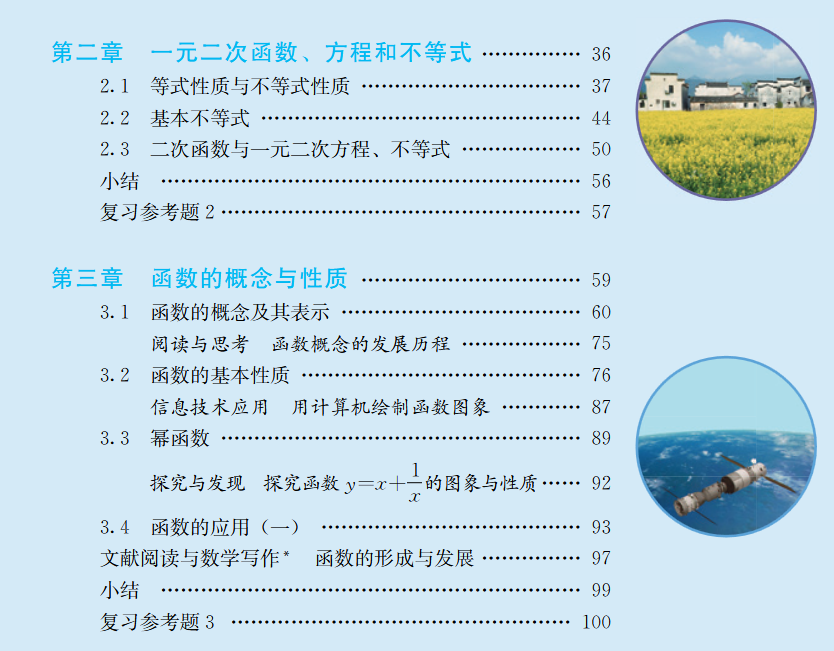 第二章 一元二次函数、方程和不等式 …………… 36
2.1 等式性质与不等式性质 ………………………… 37
2.2 基本不等式 ………………………………… 44
2.3 二次函数与一元二次方程、不等式 ……………… 50
小结 …………………………………………… 56
复习参考题 2 …………………………………… 57
第三章 函数的概念与性质 ………………………… 59
3.1 函数的概念及其表示 …………………………… 60
阅读与思考 函数概念的发展历程 ……………… 75
3.2 函数的基本性质 ……………………………… 76
信息技术应用 用计算机绘制函数图象 ………… 87
3.3 幂函数 ……………………………………… 89
探究与发现 探究函数 y=x+\frac{1}{x} 的图象与性质 …… 92
3.4 函数的应用（一） …………………………… 93
文献阅读与数学写作* 函数的形成与发展 …………… 97
小结 …………………………………………… 99
复习参考题 3 …………………………………… 100